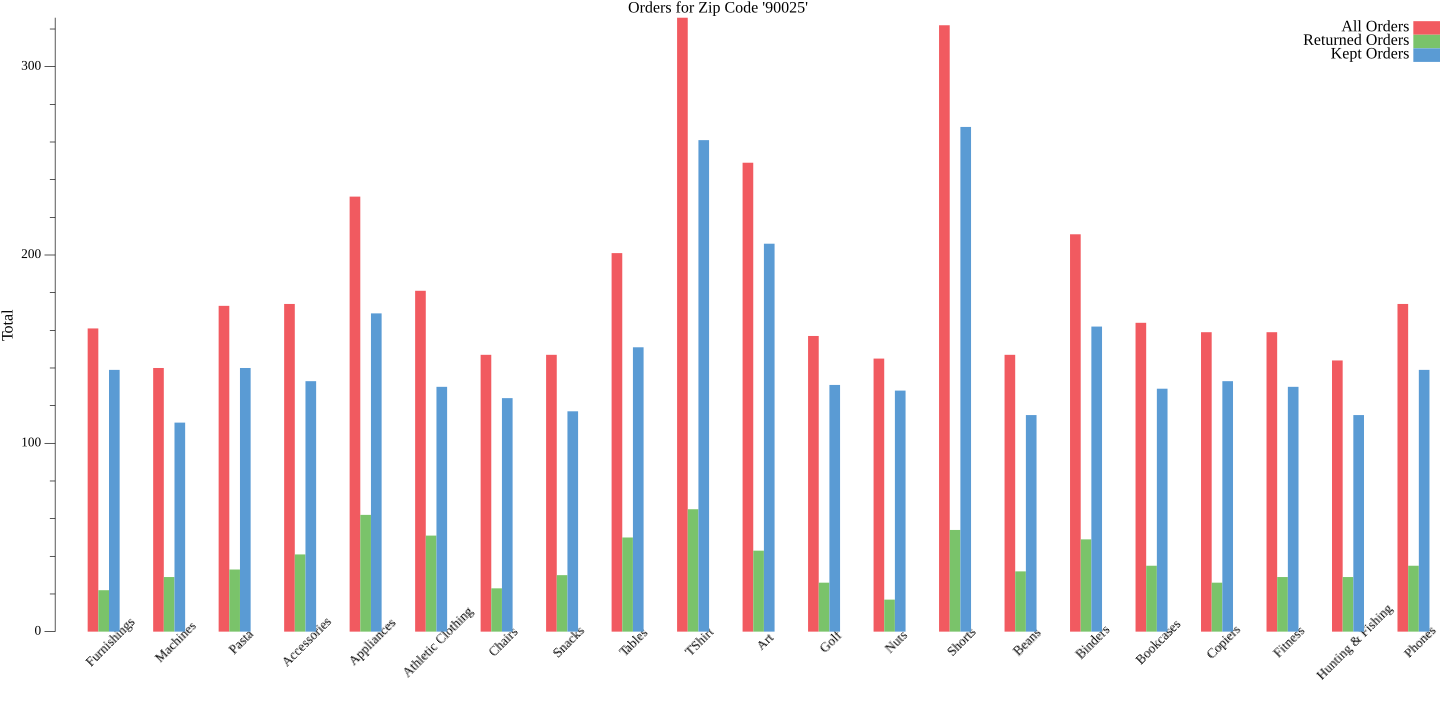 Orders for Zip Code '90025'
All Orders
Returned Orders
Kept Orders
Total
300
200
100
0
Furnishings
Machines
Pasta
Accessories
Appliances
Athletic Clothing
Chairs
Snacks
Tables
TShirt
Art
Golf
Nuts
Shorts
Beans
Binders
Bookcases
Copiers
Fitness
Hunting & Fishing
Phones